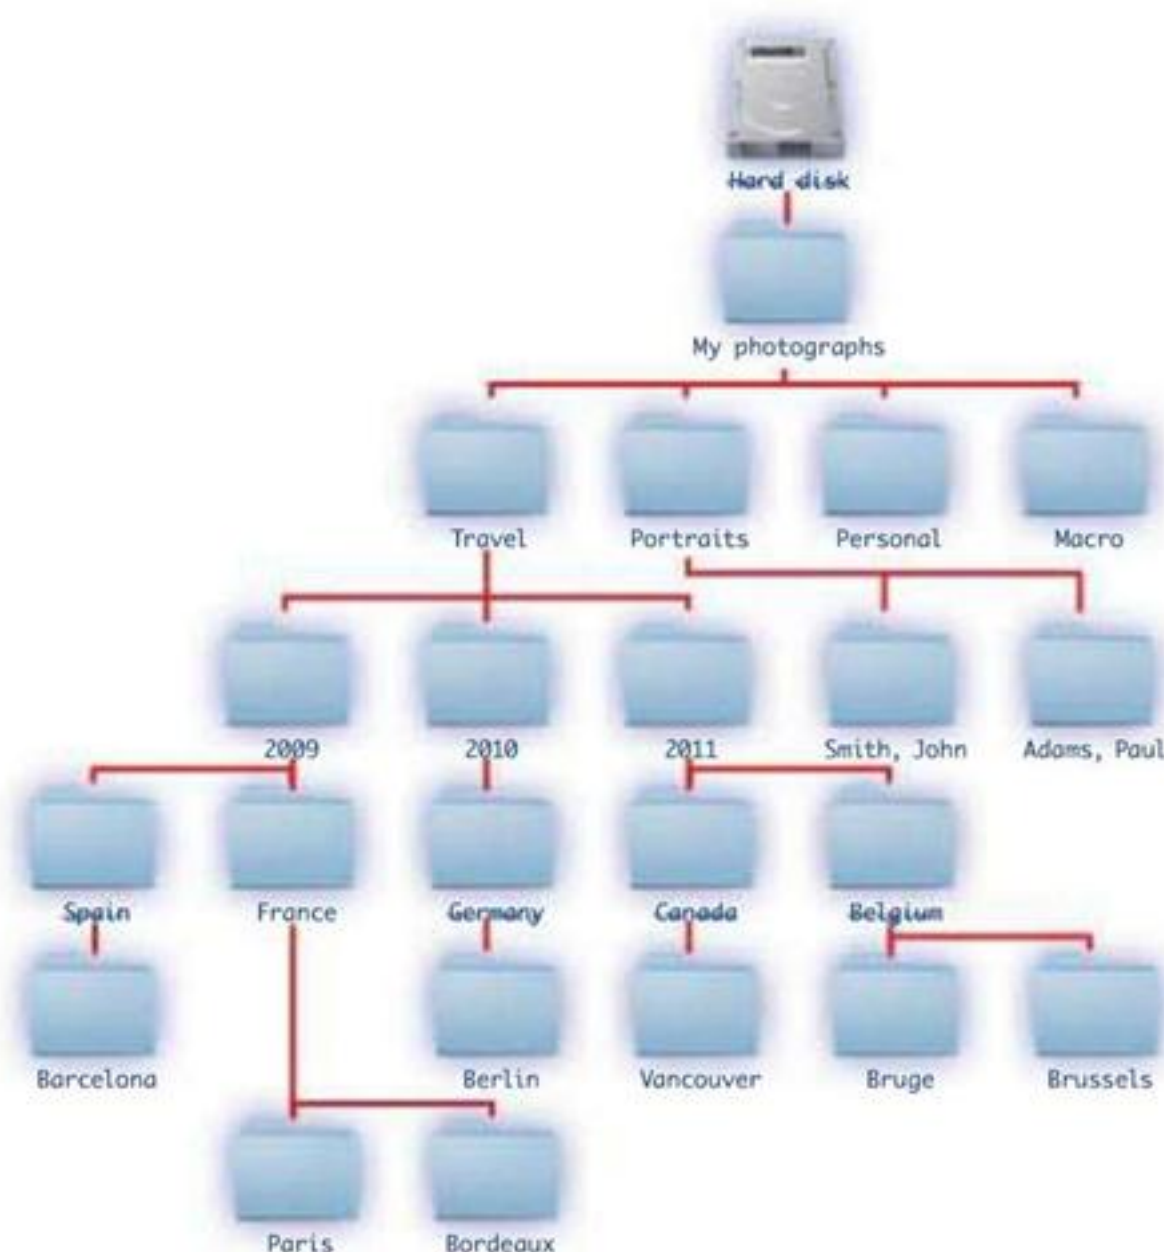 Hard disk
My photographs
Travel Portraits Personal Macro
2009 2010 2011 Smith, John Adams, Paul
Spain France Germany Canada Belgium
Barcelona Berlin Vancouver Bruge Brussels
Paris Bordeaux